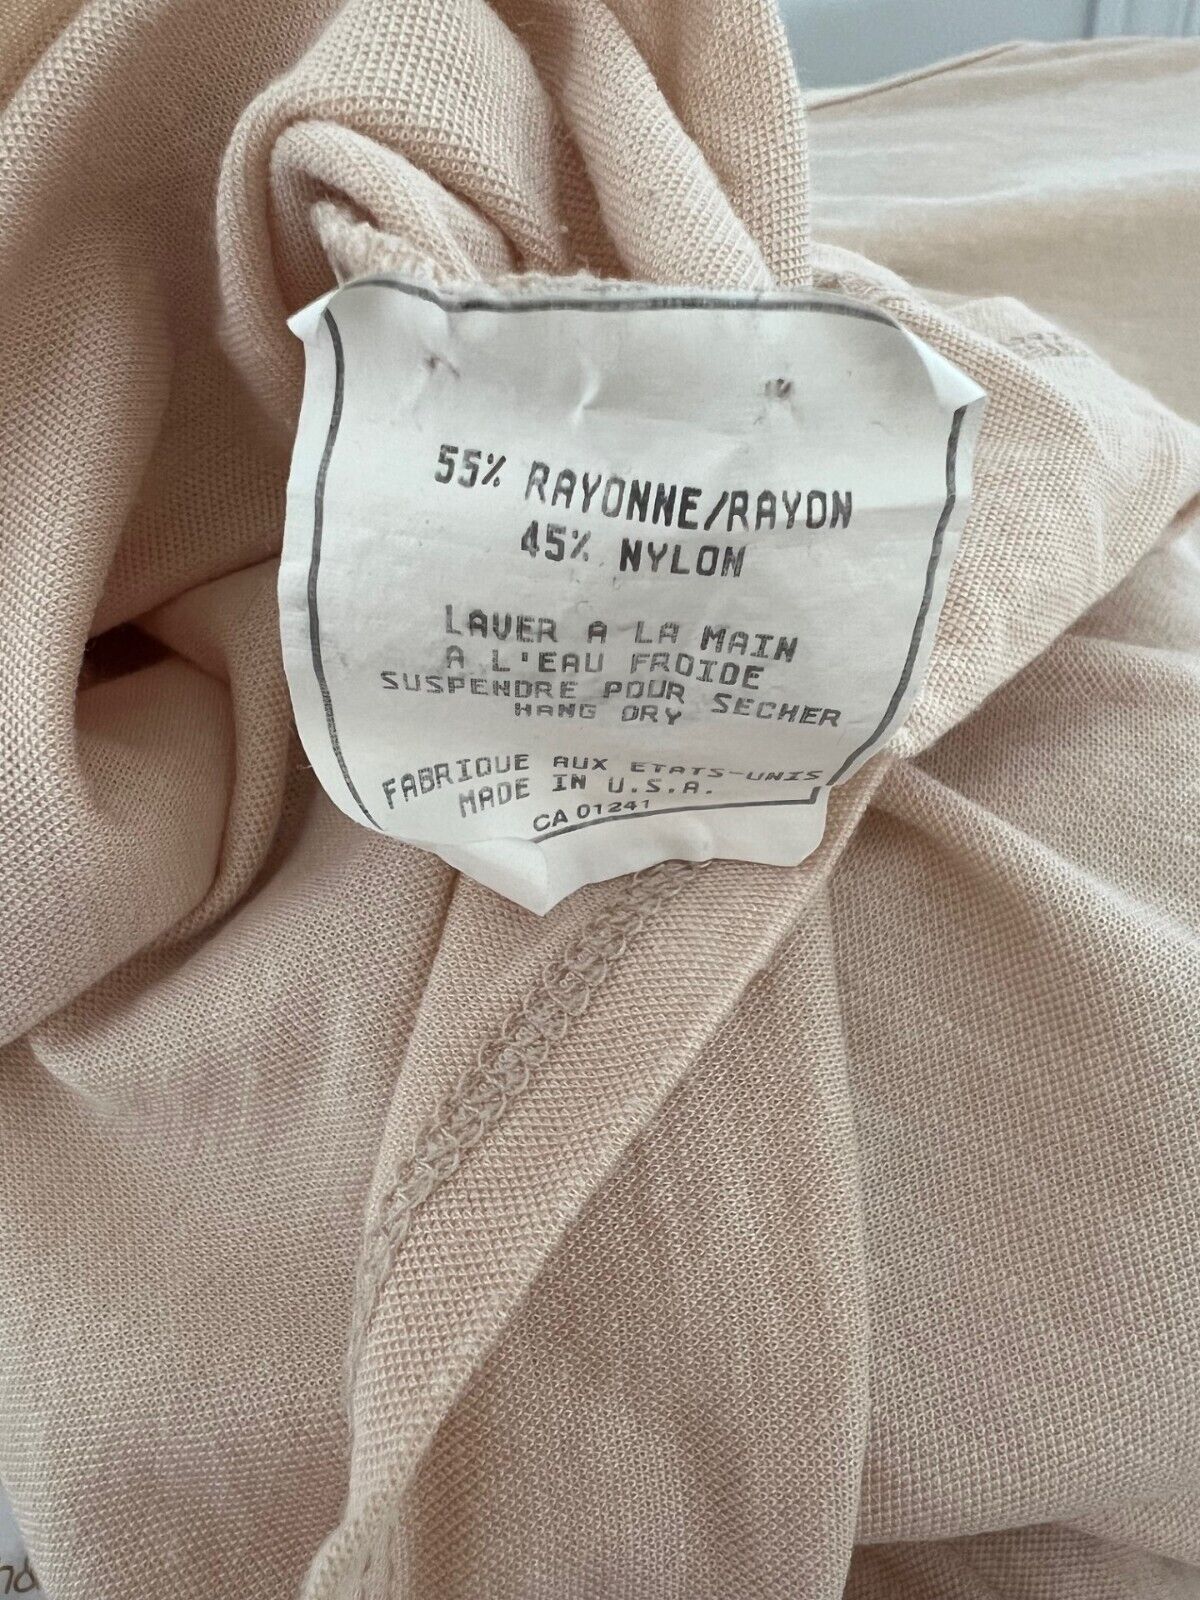 55% RAYONNE/RAYON
45% NYLON
LAVER A LA MAIN
A L'EAU FROIDE
SUSPENDRE POUR SECHER
HANG DRY
FABRIQUE AUX ETATS-UNIS
MADE IN U.S.A.
CA 01241